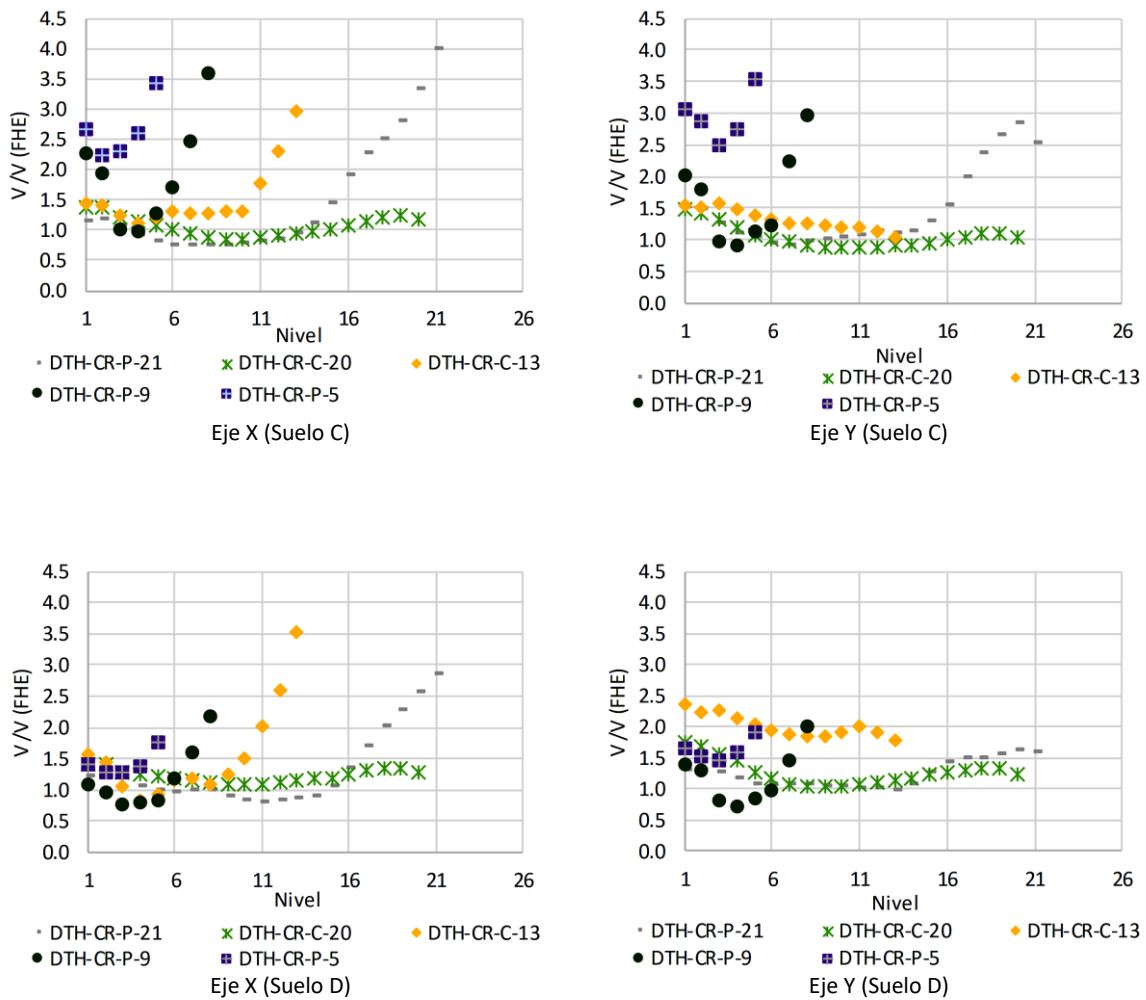 V /V (FHE)
4.5
4.0
3.5
3.0
2.5
2.0
1.5
1.0
0.5
0.0
1 6 11 16 21 26
Nivel
DTH-CR-P-21 DTH-CR-C-20 DTH-CR-C-13
DTH-CR-P-9 DTH-CR-P-5
Eje X (Suelo C)
V /V (FHE)
4.5
4.0
3.5
3.0
2.5
2.0
1.5
1.0
0.5
0.0
1 6 11 16 21 26
Nivel
DTH-CR-P-21 DTH-CR-C-20 DTH-CR-C-13
DTH-CR-P-9 DTH-CR-P-5
Eje Y (Suelo C)
V /V (FHE)
4.5
4.0
3.5
3.0
2.5
2.0
1.5
1.0
0.5
0.0
1 6 11 16 21 26
Nivel
DTH-CR-P-21 DTH-CR-C-20 DTH-CR-C-13
DTH-CR-P-9 DTH-CR-P-5
Eje X (Suelo D)
V /V (FHE)
4.5
4.0
3.5
3.0
2.5
2.0
1.5
1.0
0.5
0.0
1 6 11 16 21 26
Nivel
DTH-CR-P-21 DTH-CR-C-20 DTH-CR-C-13
DTH-CR-P-9 DTH-CR-P-5
Eje Y (Suelo D)